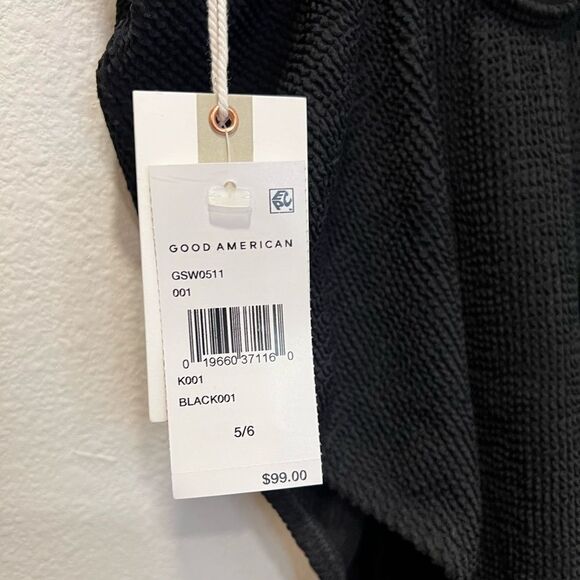 GOOD AMERICAN
GSW0511
001
0 19660 37116 0
K001
BLACK001
5/6
$99.00